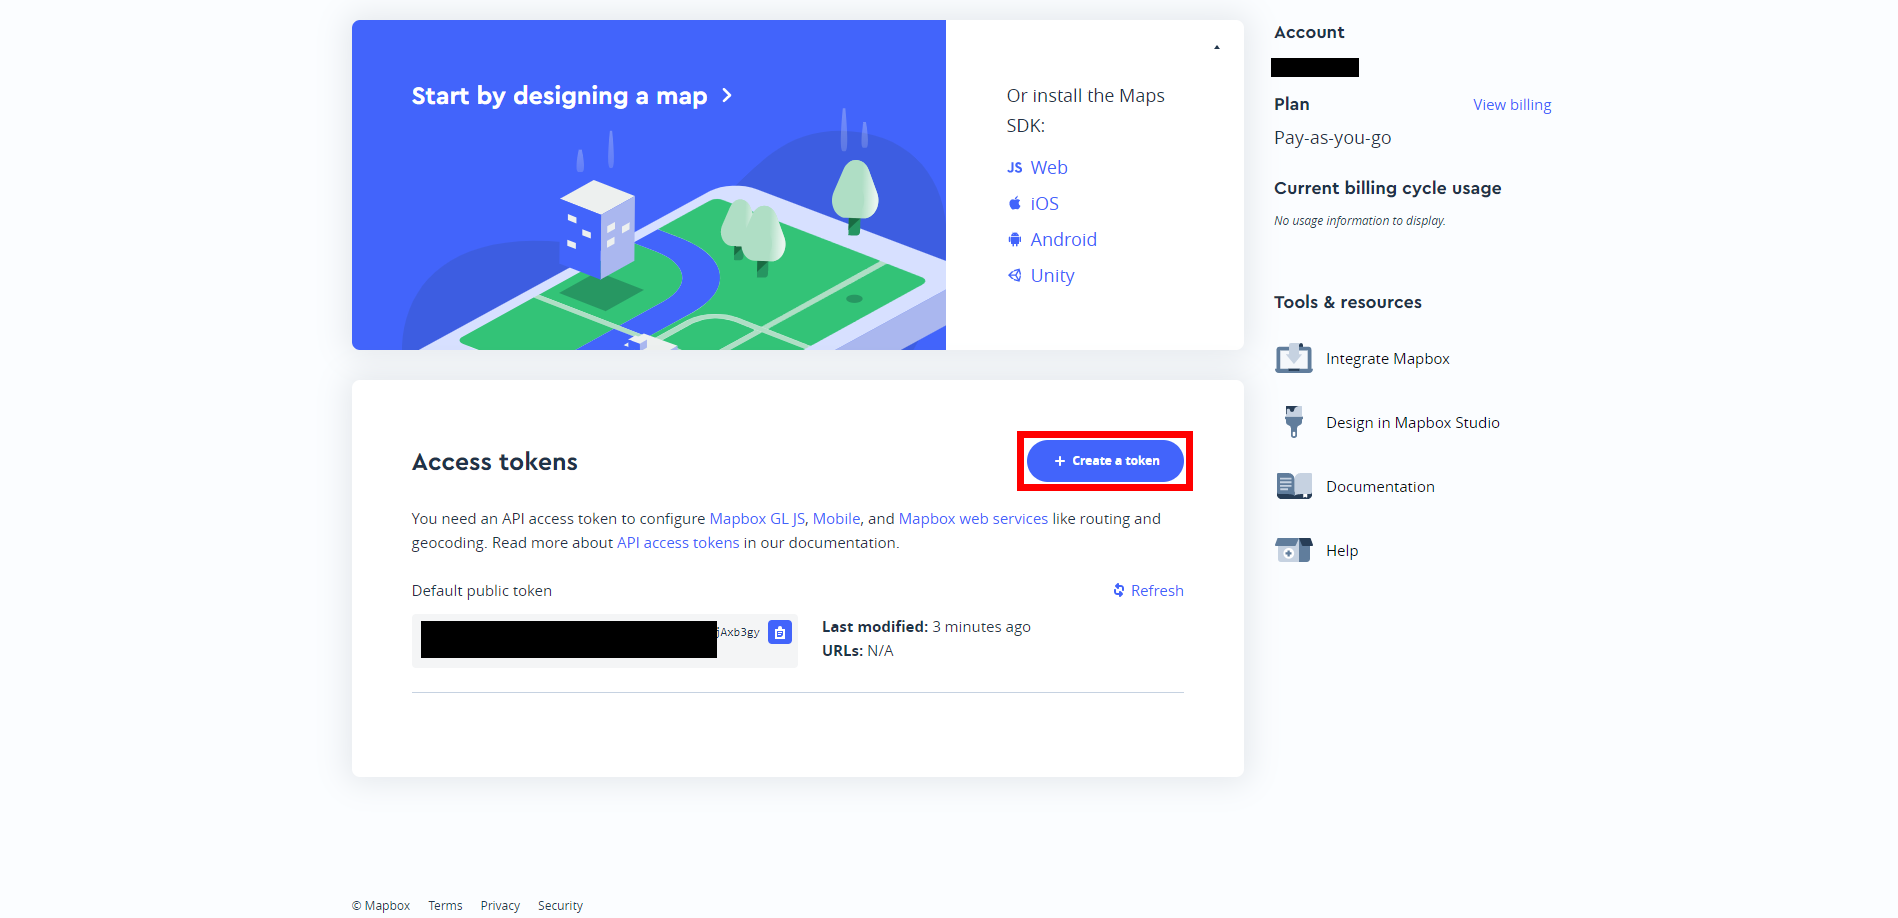 Start by designing a map
Or install the Maps
SDK:
JS Web
iOS
Android
Unity
Access tokens
+ Create a token
You need an API access token to configure Mapbox GL JS, Mobile, and Mapbox web services like routing and
geocoding. Read more about API access tokens in our documentation.
Default public token
Refresh
jAxb3gy
Last modified: 3 minutes ago
URLs: N/A
Account
Plan
View billing
Pay-as-you-go
Current billing cycle usage
No usage information to display.
Tools & resources
Integrate Mapbox
Design in Mapbox Studio
Documentation
Help
© Mapbox Terms Privacy Security